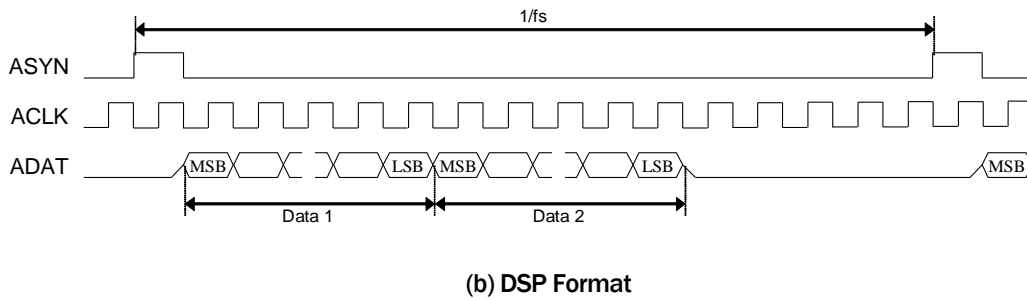 1/fs
ASYN
ACLK
ADAT MSB LSB MSB LSB MSB
Data 1 Data 2
(b) DSP Format